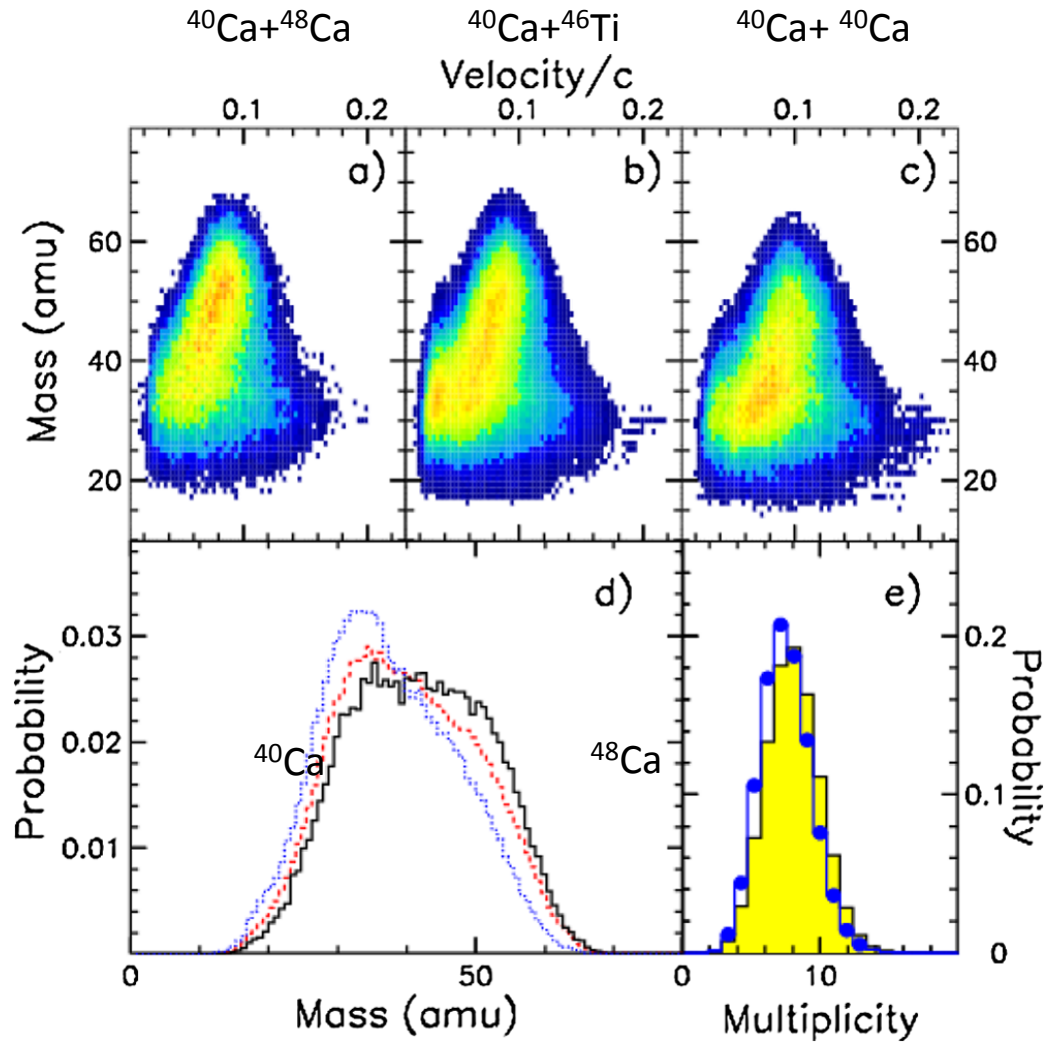 ⁴⁰Ca+⁴⁸Ca ⁴⁰Ca+⁴⁶Ti ⁴⁰Ca+ ⁴⁰Ca
Velocity/c
0.1 0.2 0.1 0.2 0.1 0.2
a) b) c)
Mass (amu)
60 60
40 40
20 20
d) e)
Probability
0.03
0.02
0.01
⁴⁰Ca ⁴⁸Ca
0.2
0.1
0
Probability
0 50 0 10
Mass (amu) Multiplicity